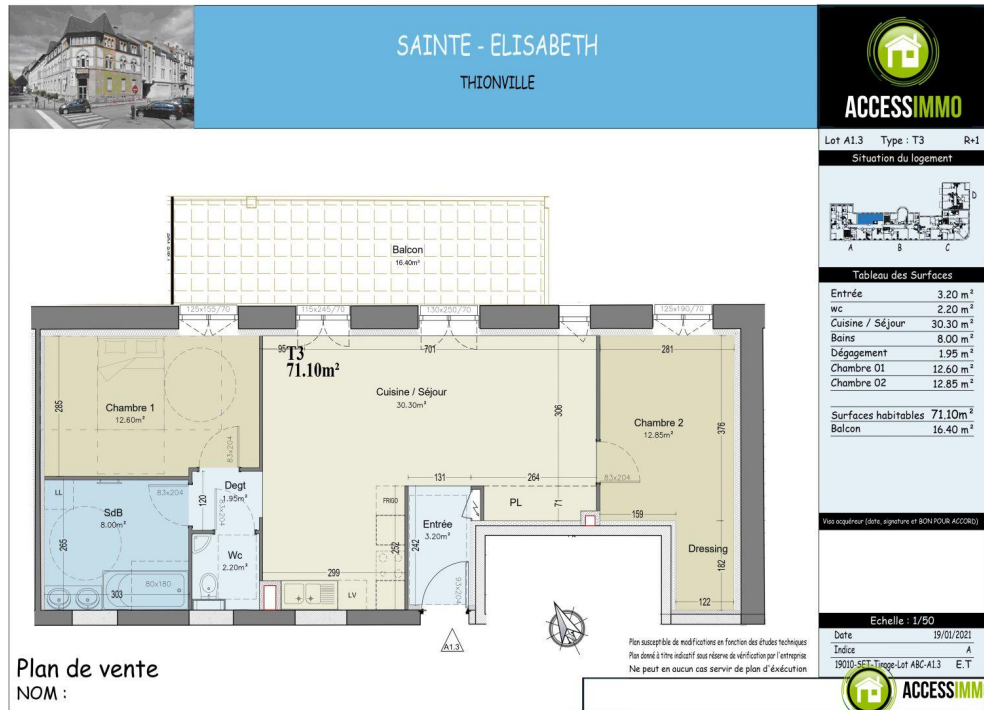 SAINTE - ELISABETH
THIONVILLE
ACCESSIMMO
Lot A1.3 Type : T3 R+1
Situation du logement
D
A B C
Tableau des Surfaces
Entrée 3.20 m²
wc 2.20 m²
Cuisine / Séjour 30.30 m²
Bains 8.00 m²
Dégagement 1.95 m²
Chambre 01 12.60 m²
Chambre 02 12.85 m²
Surfaces habitables 71.10m²
Balcon 16.40 m²
Visa acquéreur (date, signature et BON POUR ACCORD)
Echelle : 1/50
Date 19/01/2021
Indice A
19010-SET-Tirage-Lot ABC-A1.3 E.T
ACCESSIMM
Balcon
16.40m²
125x155/70
115x245/70
130x250/70
125x190/70
95
701
281
T3
71.10m²
Cuisine / Séjour
30.30m²
285
Chambre 1
12.60m²
306
Chambre 2
12.85m²
376
83x204
131
264
83x204
LL
83x204
120
Degt
1.95m²
83x204
FRIGO
PL
71
159
SdB
8.00m²
265
Entrée
3.20m²
242
252
Wc
2.20m²
Dressing
182
303
80x180
299
LV
93x204
122
A1.3
Plan susceptible de modifications en fonction des études techniques
Plan donné à titre indicatif sous réserve de vérification par l'entreprise
Ne peut en aucun cas servir de plan d'éxécution
Plan de vente
NOM :